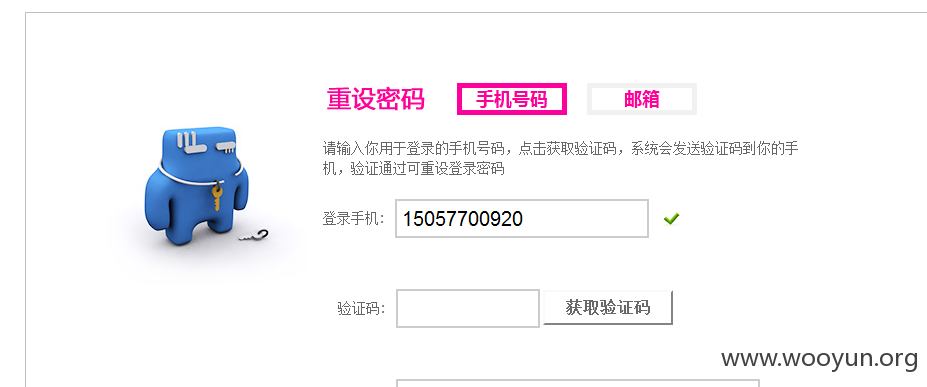 重设密码 手机号码 邮箱
请输入你用于登录的手机号码，点击获取验证码，系统会发送验证码到你的手
机，验证通过可重设登录密码
登录手机： 15057700920
验证码： 获取验证码
www.wooyun.org